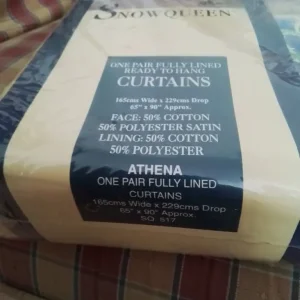 SNOWQUEEN
ONE PAIR FULLY LINED
READY TO HANG
CURTAINS
165cms Wide x 229cms Drop
65" x 90" Approx.
FACE: 50% COTTON
50% POLYESTER SATIN
LINING: 50% COTTON
50% POLYESTER
ATHENA
ONE PAIR FULLY LINED
CURTAINS
165cms Wide x 229cms Drop
65" x 90" Approx.
SQ. 517